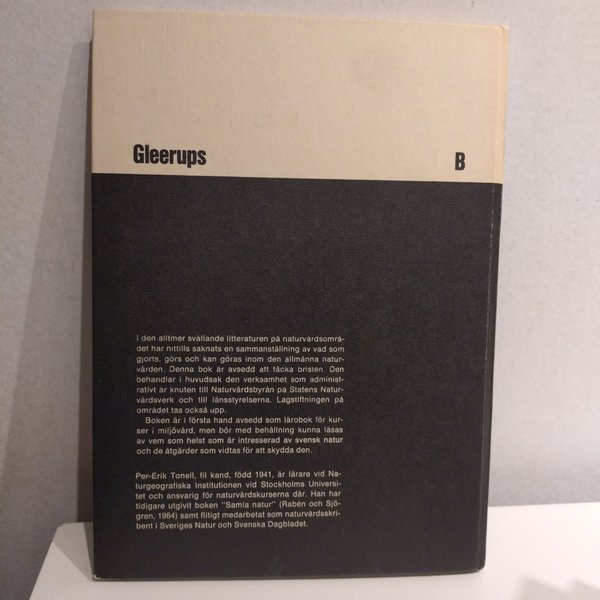 Gleerups
B
I den alltmer svällande litteraturen på naturvårdsområ-
det har hittills saknats en sammanställning av vad som
gjorts, görs och kan göras inom den allmänna natur-
vården. Denna bok är avsedd att täcka bristen. Den
behandlar i huvudsak den verksamhet som administ-
rativt är knuten till Naturvårdsbyrån på Statens Natur-
vårdsverk och till länsstyrelserna. Lagstiftningen på
området tas också upp.
Boken är i första hand avsedd som lärobok för kur-
ser i miljövård, men bör med behållning kunna läsas
av vem som helst som är intresserad av svensk natur
och de åtgärder som vidtas för att skydda den.
Per-Erik Tonell, fil kand, född 1941, är lärare vid Na-
turgeografiska Institutionen vid Stockholms Universi-
tet och ansvarig för naturvårdskurserna där. Han har
tidigare utgivit boken "Samla natur" (Rabén och Sjö-
gren, 1964) samt flitigt medarbetat som naturvårdsskri-
bent i Sveriges Natur och Svenska Dagbladet.